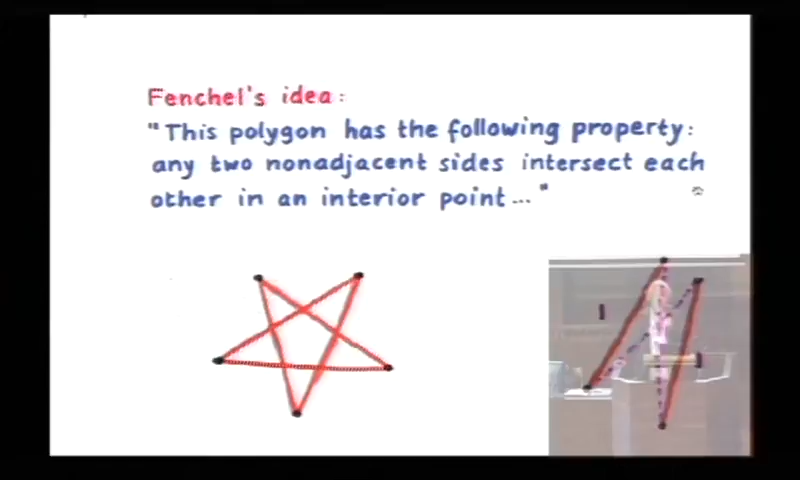 Fenchel's idea:
"This polygon has the following property:
any two nonadjacent sides intersect each
other in an interior point..."